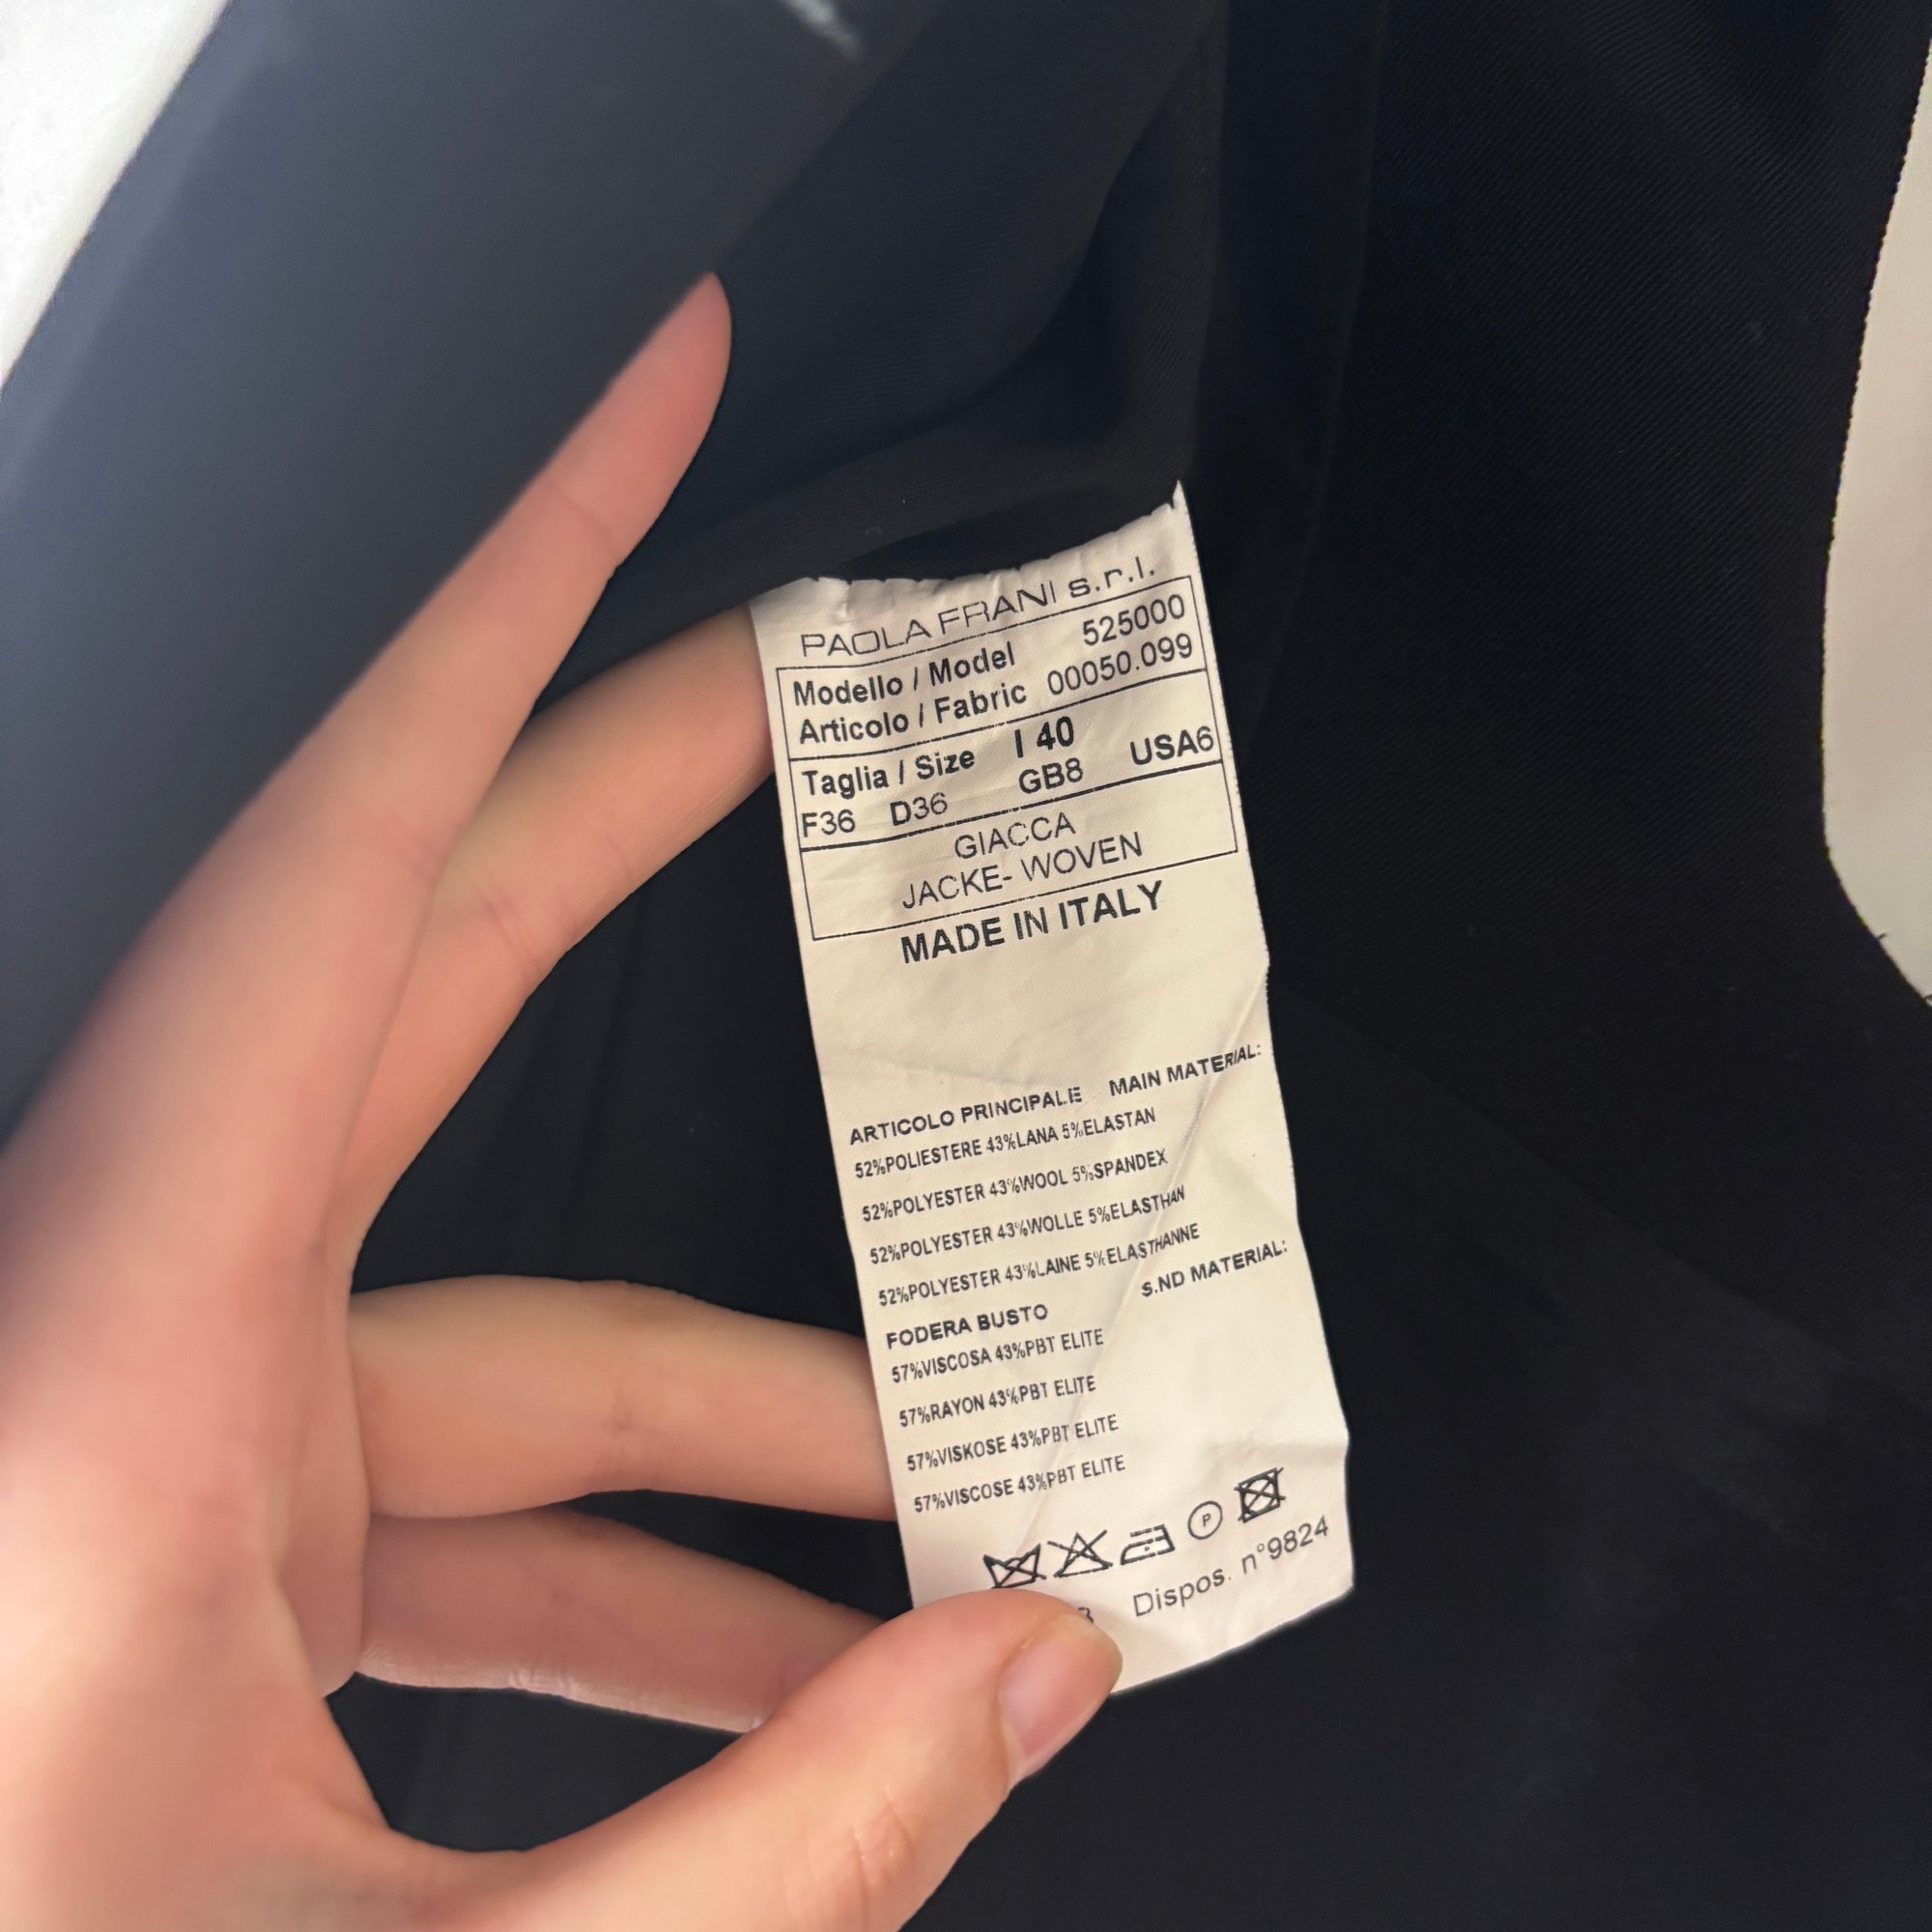 PAOLA FRANI s.r.l.
Modello / Model 525000
Articolo / Fabric 00050.099
Taglia / Size I 40
F36 D36 GB8 USA6
GIACCA
JACKE- WOVEN
MADE IN ITALY
ARTICOLO PRINCIPALE MAIN MATERIAL:
52%POLIESTERE 43%LANA 5%ELASTAN
52%POLYESTER 43%WOOL 5%SPANDEX
52%POLYESTER 43%WOLLE 5%ELASTHAN
52%POLYESTER 43%LAINE 5%ELASTHANNE
FODERA BUSTO S.ND MATERIAL:
57%VISCOSA 43%PBT ELITE
57%RAYON 43%PBT ELITE
57%VISKOSE 43%PBT ELITE
57%VISCOSE 43%PBT ELITE
P
Dispos. n°9824